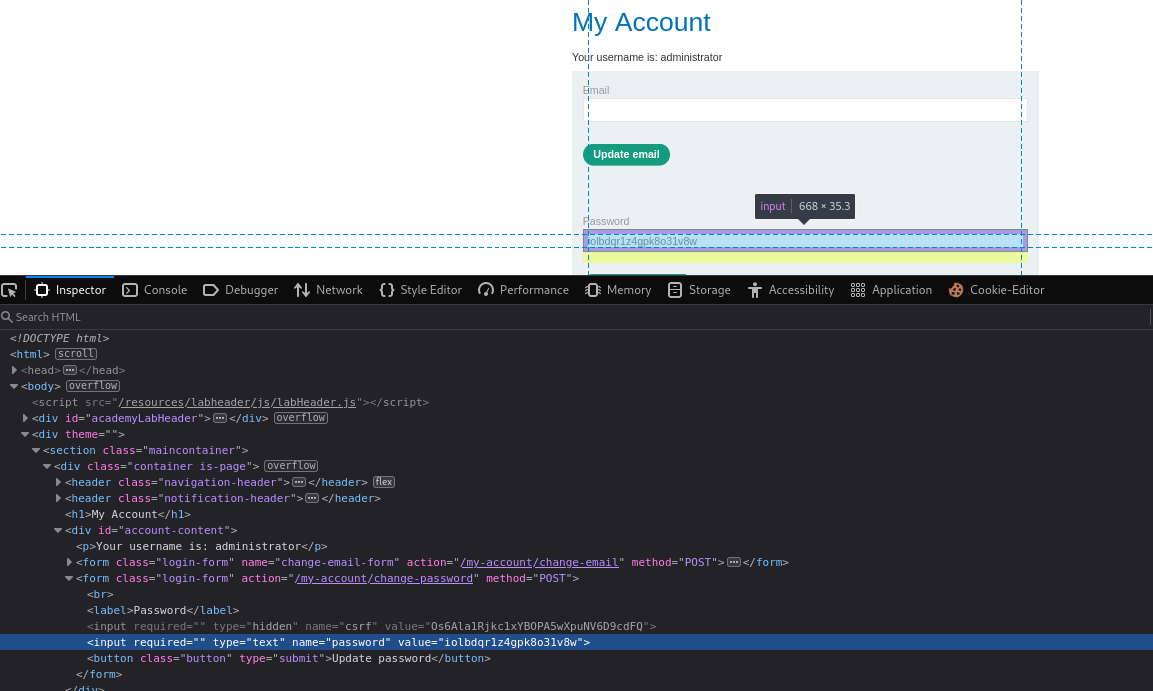 My Account
Your username is: administrator
Email
Update email
input 668 × 35.3
Password
iolbdqr1z4gpk8o31v8w
Inspector Console Debugger Network Style Editor Performance Memory Storage Accessibility Application Cookie-Editor
Search HTML
<!DOCTYPE html>
<html> scroll
<head>⋯</head>
<body> overflow
<script src="/resources/labheader/js/labHeader.js"></script>
<div id="academyLabHeader">⋯</div> overflow
<div theme="">
<section class="maincontainer">
<div class="container is-page"> overflow
<header class="navigation-header">⋯</header> flex
<header class="notification-header">⋯</header>
<h1>My Account</h1>
<div id="account-content">
<p>Your username is: administrator</p>
<form class="login-form" name="change-email-form" action="/my-account/change-email" method="POST">⋯</form>
<form class="login-form" action="/my-account/change-password" method="POST">
<br>
<label>Password</label>
<input required="" type="hidden" name="csrf" value="Os6Ala1Rjkc1xYBOPA5wXpuNV6D9cdFQ">
<input required="" type="text" name="password" value="iolbdqr1z4gpk8o31v8w">
<button class="button" type="submit">Update password</button>
</form>
</div>